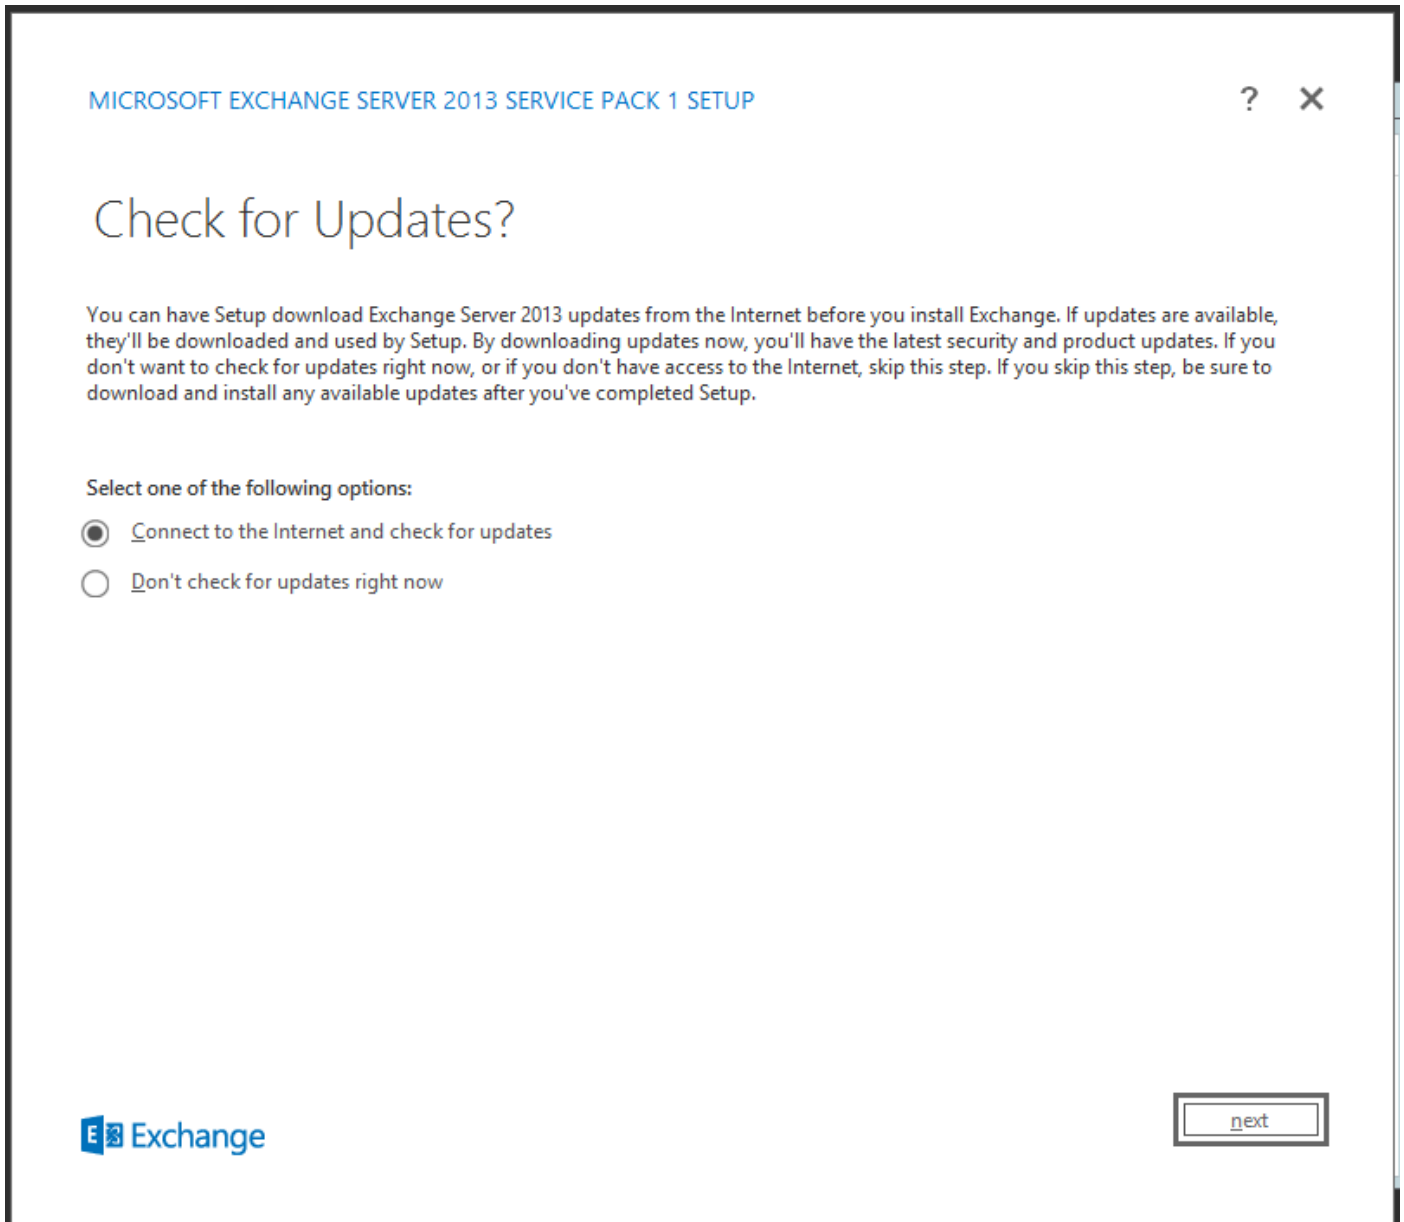 MICROSOFT EXCHANGE SERVER 2013 SERVICE PACK 1 SETUP
?
Check for Updates?
You can have Setup download Exchange Server 2013 updates from the Internet before you install Exchange. If updates are available,
they'll be downloaded and used by Setup. By downloading updates now, you'll have the latest security and product updates. If you
don't want to check for updates right now, or if you don't have access to the Internet, skip this step. If you skip this step, be sure to
download and install any available updates after you've completed Setup.
Select one of the following options:
Connect to the Internet and check for updates
Don't check for updates right now
E Exchange
next